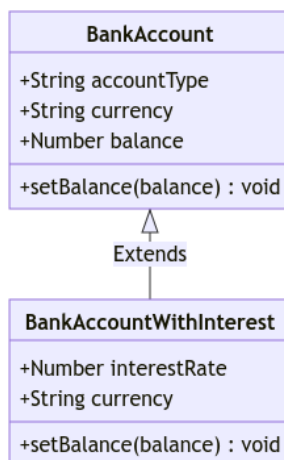 BankAccount
+String accountType
+String currency
+Number balance
+setBalance(balance) : void
Extends
BankAccountWithInterest
+Number interestRate
+String currency
+setBalance(balance) : void